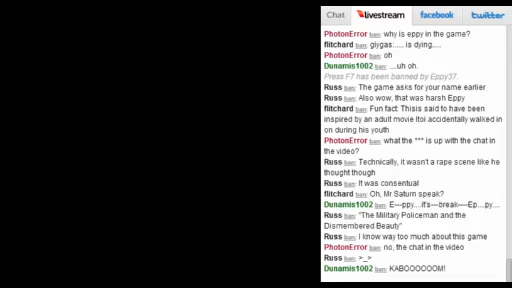 Chat livestream facebook twitter
PhotonError ban: why is eppy in the game?
flitchard ban: giygas:.... is dying....
PhotonError ban: oh
Dunamis1002 ban: ....uh oh.
Press F7 has been banned by Eppy37.
Russ ban: The game asks for your name earlier
Russ ban: Also wow, that was harsh Eppy
flitchard ban: Fun fact: Thisis said to have been
inspired by an adult movie Itoi accidentally walked in
on during his youth
PhotonError ban: what the *** is up with the chat in
the video?
Russ ban: Technically, it wasn't a rape scene like he
thought though
Russ ban: It was consentual
flitchard ban: Oh, Mr Saturn speak?
Dunamis1002 ban: E---ppy....it's---break----Ep....py....
Russ ban: "The Military Policeman and the
Dismembered Beauty"
Russ ban: I know way too much about this game
PhotonError ban: no, the chat in the video
Russ ban: >_>
Dunamis1002 ban: KABOOOOOOM!